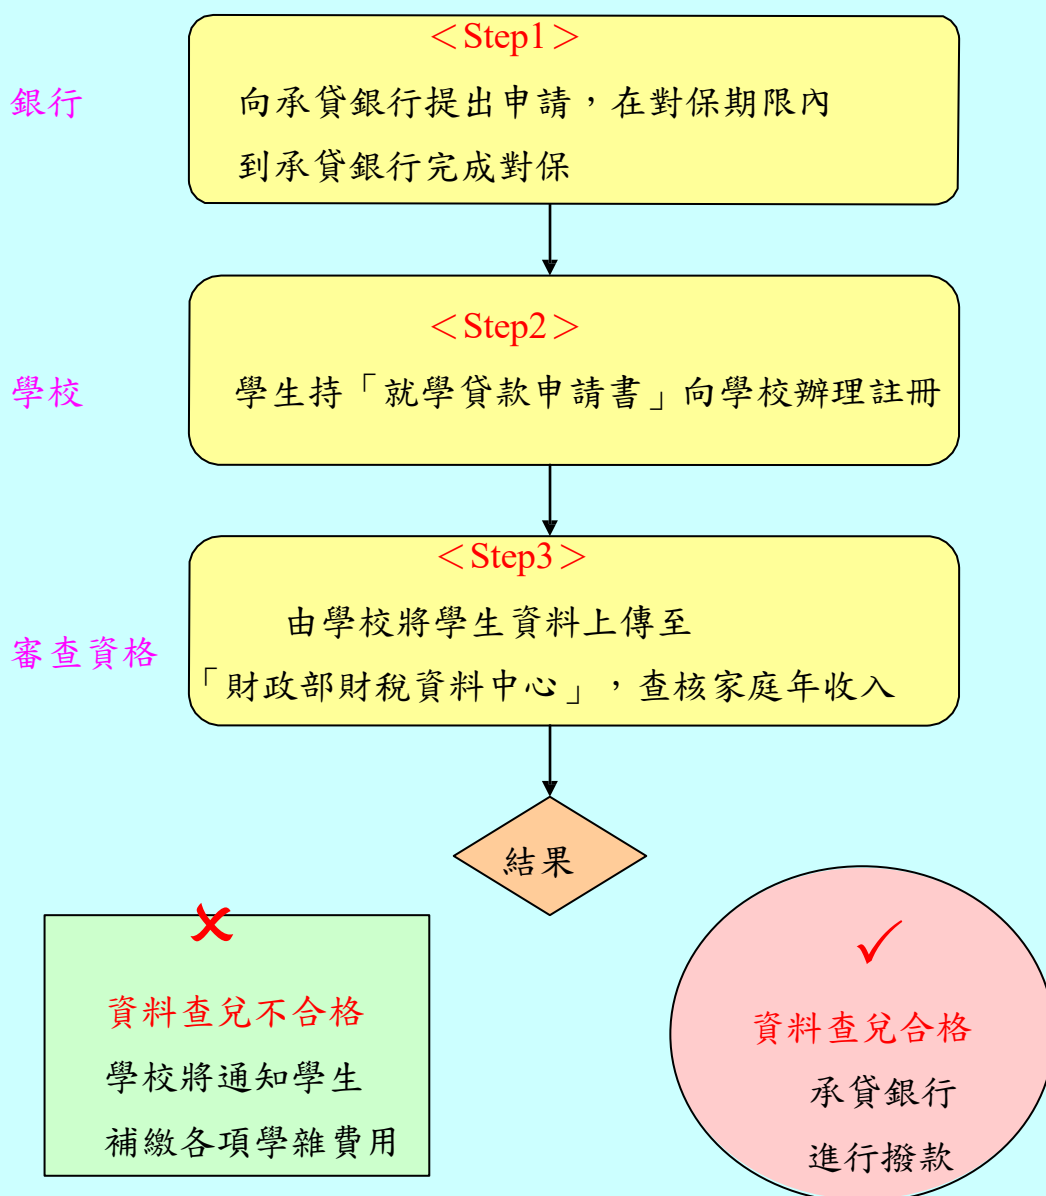 <Step1>
銀行
向承貸銀行提出申請，在對保期限內
到承貸銀行完成對保
<Step2>
學校
學生持「就學貸款申請書」向學校辦理註冊
<Step3>
由學校將學生資料上傳至
審查資格
「財政部財稅資料中心」，查核家庭年收入
結果
資料查兌不合格
學校將通知學生
補繳各項學雜費用
資料查兌合格
承貸銀行
進行撥款